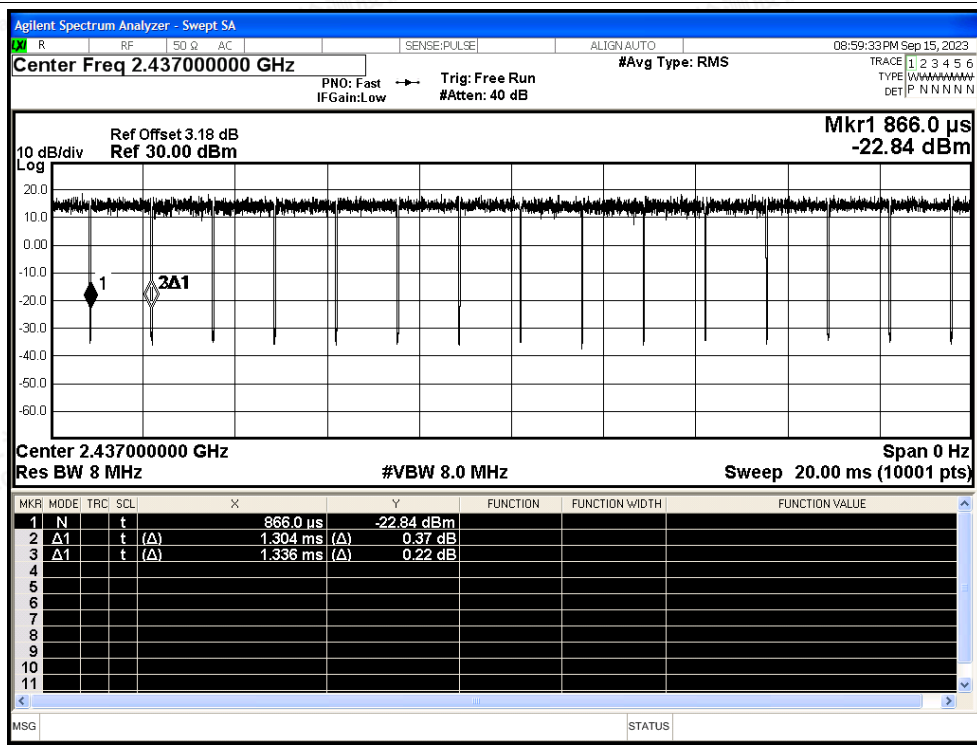 Agilent Spectrum Analyzer - Swept SA
LXI R RF 50 Ω AC SENSE:PULSE ALIGN AUTO 08:59:33 PM Sep 15, 2023
Center Freq 2.437000000 GHz
#Avg Type: RMS
TRACE 1 2 3 4 5 6
PNO: Fast Trig: Free Run
TYPE WWWWWW
IFGain:Low #Atten: 40 dB
DET P N N N N N
Mkr1 866.0 µs
Ref Offset 3.18 dB
10 dB/div Ref 30.00 dBm
-22.84 dBm
Log
20.0
10.0
0.00
-10.0
1 3Δ1
-20.0
-30.0
-40.0
-50.0
-60.0
Center 2.437000000 GHz Span 0 Hz
Res BW 8 MHz #VBW 8.0 MHz Sweep 20.00 ms (10001 pts)
MKR MODE TRC SCL X Y FUNCTION FUNCTION WIDTH FUNCTION VALUE
1 N t 866.0 µs -22.84 dBm
2 Δ1 t (Δ) 1.304 ms (Δ) 0.37 dB
3 Δ1 t (Δ) 1.336 ms (Δ) 0.22 dB
4
5
6
7
8
9
10
11
MSG STATUS